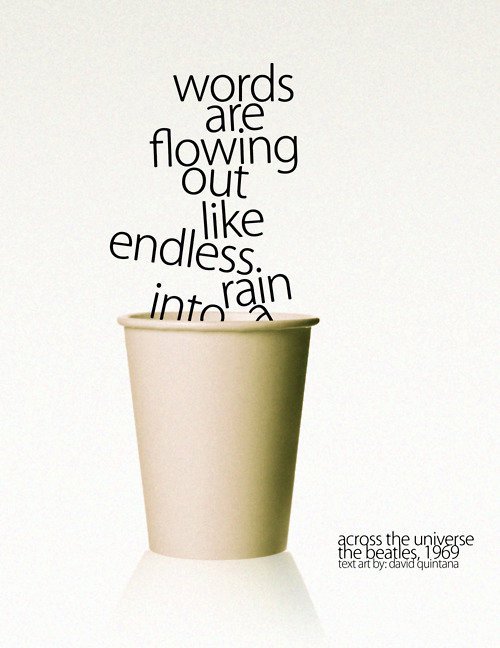 words
are
flowing
out
like
endless.
rain
into a
across the universe
the beatles, 1969
text art by: david quintana